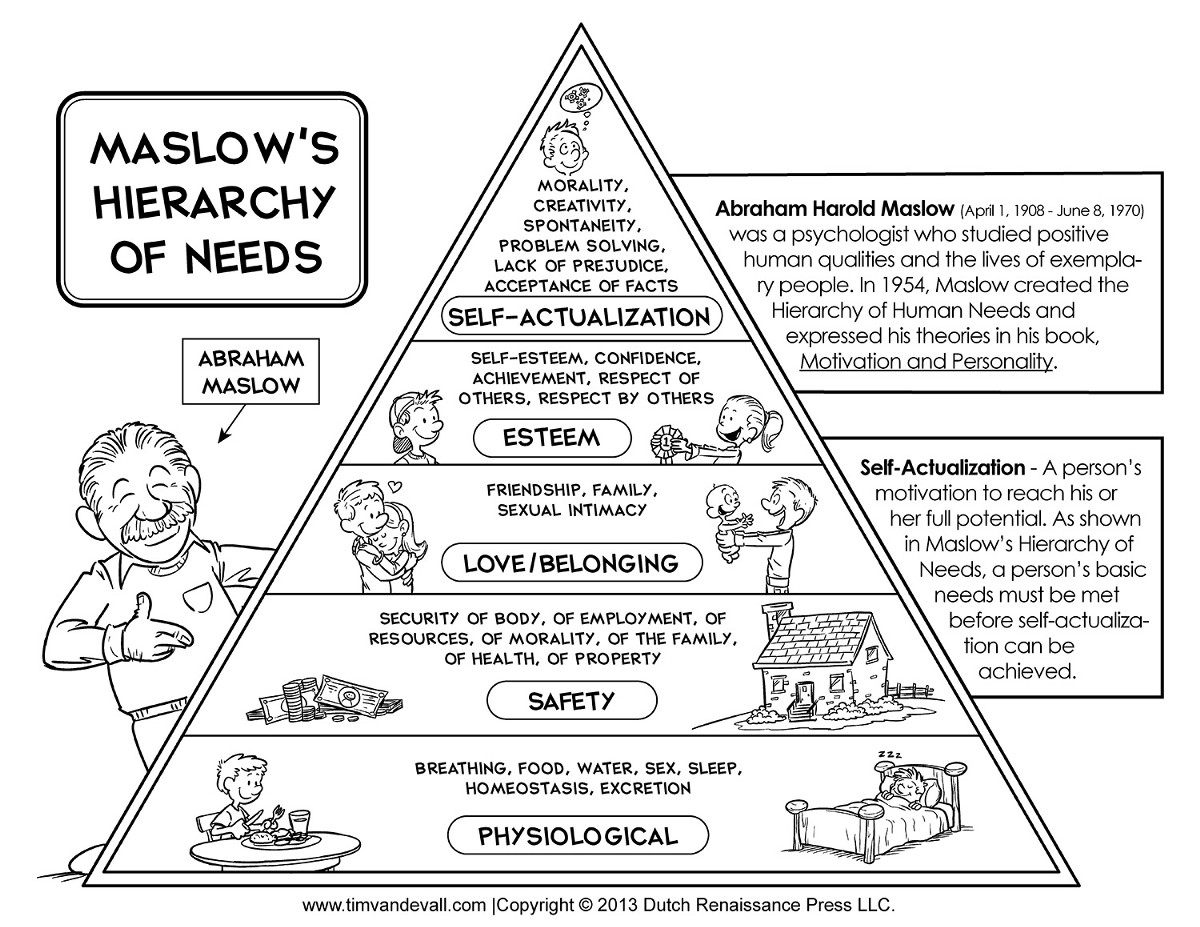 MASLOW'S
HIERARCHY
OF NEEDS
ABRAHAM
MASLOW
MORALITY,
CREATIVITY,
SPONTANEITY,
PROBLEM SOLVING,
LACK OF PREJUDICE,
ACCEPTANCE OF FACTS
SELF-ACTUALIZATION
Abraham Harold Maslow (April 1, 1908 - June 8, 1970)
was a psychologist who studied positive
human qualities and the lives of exempla-
ry people. In 1954, Maslow created the
Hierarchy of Human Needs and
expressed his theories in his book,
Motivation and Personality.
SELF-ESTEEM, CONFIDENCE,
ACHIEVEMENT, RESPECT OF
OTHERS, RESPECT BY OTHERS
ESTEEM
1
Self-Actualization - A person's
motivation to reach his or
her full potential. As shown
in Maslow's Hierarchy of
Needs, a person's basic
needs must be met
before self-actualiza-
tion can be
achieved.
FRIENDSHIP, FAMILY,
SEXUAL INTIMACY
LOVE/BELONGING
SECURITY OF BODY, OF EMPLOYMENT, OF
RESOURCES, OF MORALITY, OF THE FAMILY,
OF HEALTH, OF PROPERTY
SAFETY
BREATHING, FOOD, WATER, SEX, SLEEP,
HOMEOSTASIS, EXCRETION
PHYSIOLOGICAL
zzz
www.timvandevall.com |Copyright © 2013 Dutch Renaissance Press LLC.